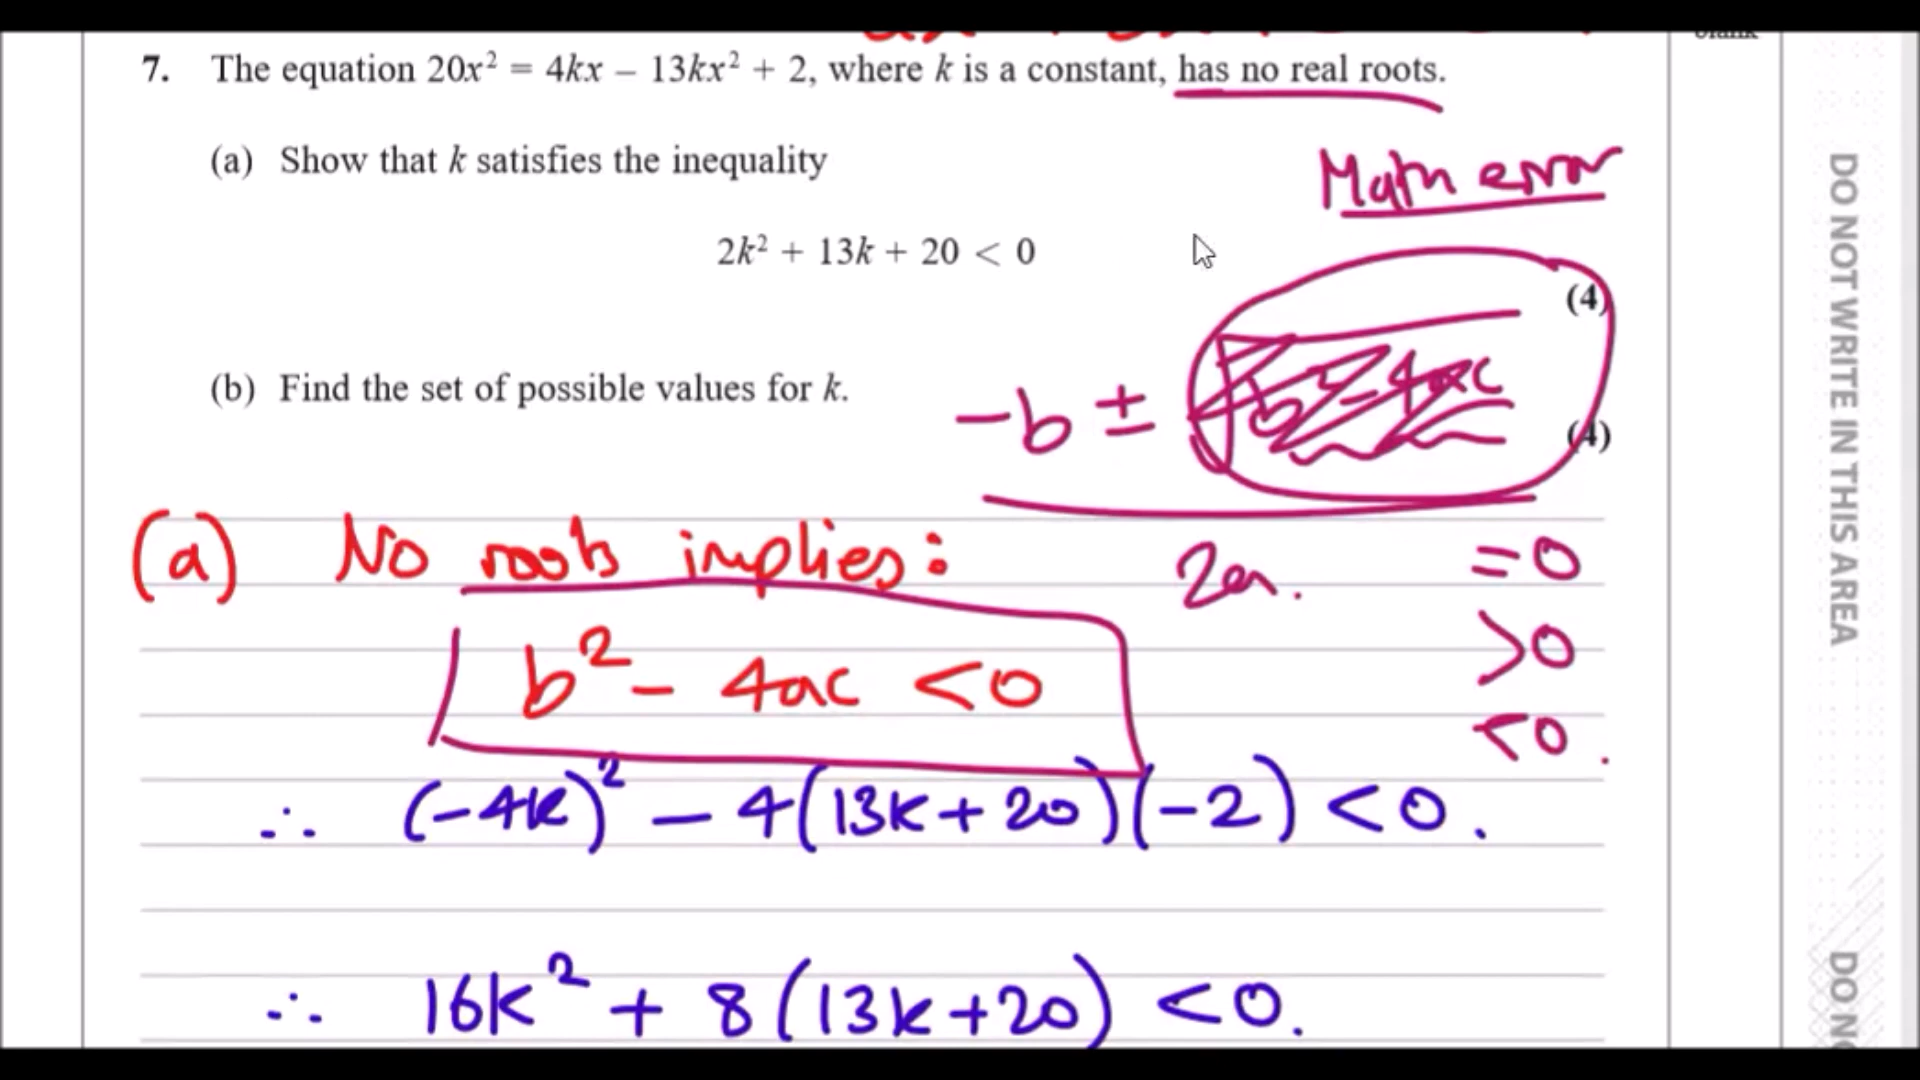 7. The equation 20x² = 4kx – 13kx² + 2, where k is a constant, has no real roots.
(a) Show that k satisfies the inequality
Math error
2k² + 13k + 20 < 0
(4)
(b) Find the set of possible values for k.
-b ± √b² - 4ac
(4)
2a.
(a) No roots implies:
= 0
> 0
< 0.
b² - 4ac < 0
∴ (-4k)² - 4(13k + 20)(-2) < 0.
∴ 16k² + 8(13k+20) < 0.
DO NOT WRITE IN THIS AREA